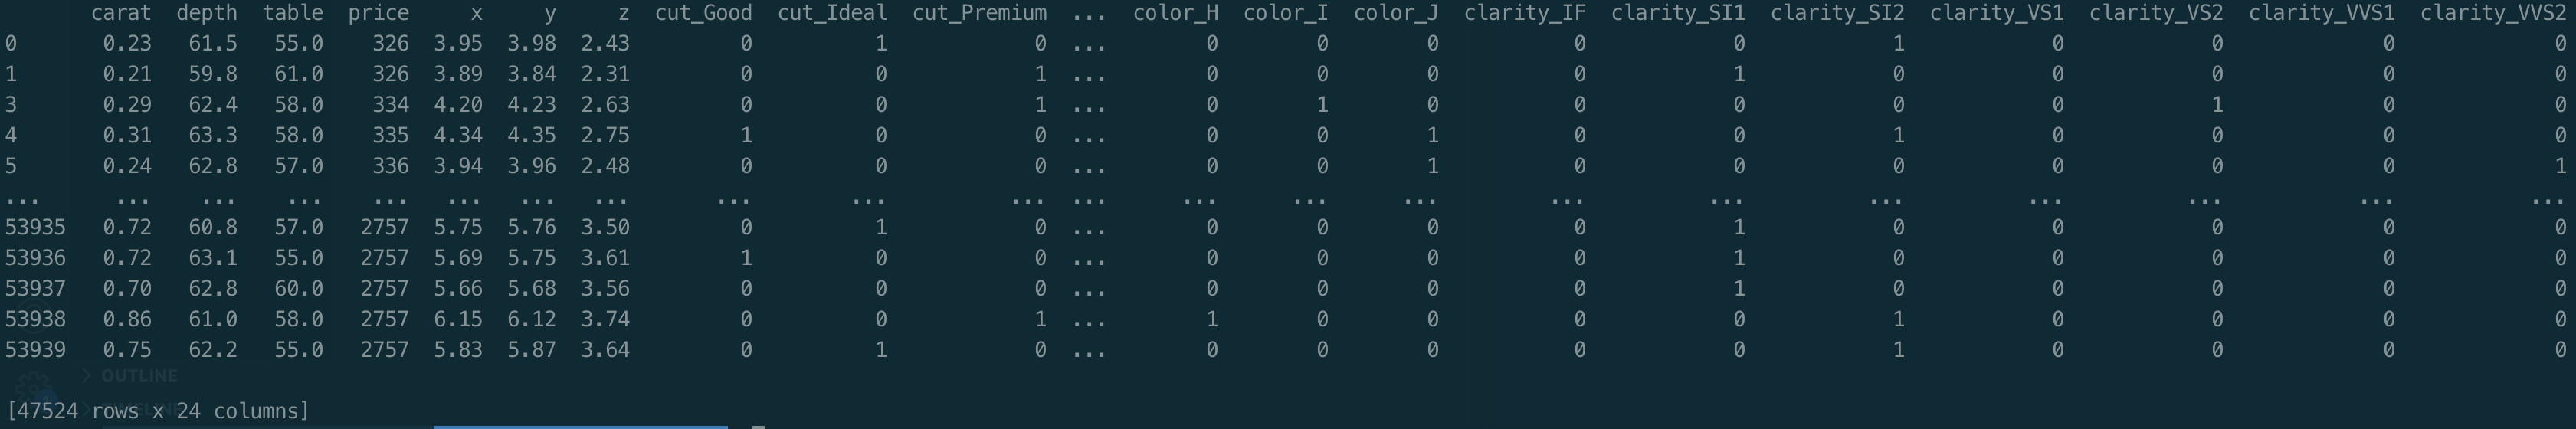 carat depth table price x y z cut_Good cut_Ideal cut_Premium ... color_H color_I color_J clarity_IF clarity_SI1 clarity_SI2 clarity_VS1 clarity_VS2 clarity_VVS1 clarity_VVS2
0 0.23 61.5 55.0 326 3.95 3.98 2.43 0 1 0 ... 0 0 0 0 0 1 0 0 0 0
1 0.21 59.8 61.0 326 3.89 3.84 2.31 0 0 1 ... 0 0 0 0 1 0 0 0 0 0
3 0.29 62.4 58.0 334 4.20 4.23 2.63 0 0 1 ... 0 1 0 0 0 0 0 1 0 0
4 0.31 63.3 58.0 335 4.34 4.35 2.75 1 0 0 ... 0 0 1 0 0 1 0 0 0 0
5 0.24 62.8 57.0 336 3.94 3.96 2.48 0 0 0 ... 0 0 1 0 0 0 0 0 0 1
... ... ... ... ... ... ... ... ... ... ... ... ... ... ... ... ... ... ... ... ... ...
53935 0.72 60.8 57.0 2757 5.75 5.76 3.50 0 1 0 ... 0 0 0 0 1 0 0 0 0 0
53936 0.72 63.1 55.0 2757 5.69 5.75 3.61 1 0 0 ... 0 0 0 0 1 0 0 0 0 0
53937 0.70 62.8 60.0 2757 5.66 5.68 3.56 0 0 0 ... 0 0 0 0 1 0 0 0 0 0
53938 0.86 61.0 58.0 2757 6.15 6.12 3.74 0 0 1 ... 1 0 0 0 0 1 0 0 0 0
53939 0.75 62.2 55.0 2757 5.83 5.87 3.64 0 1 0 ... 0 0 0 0 0 1 0 0 0 0
OUTLINE
TIMELINE
[47524 rows x 24 columns]